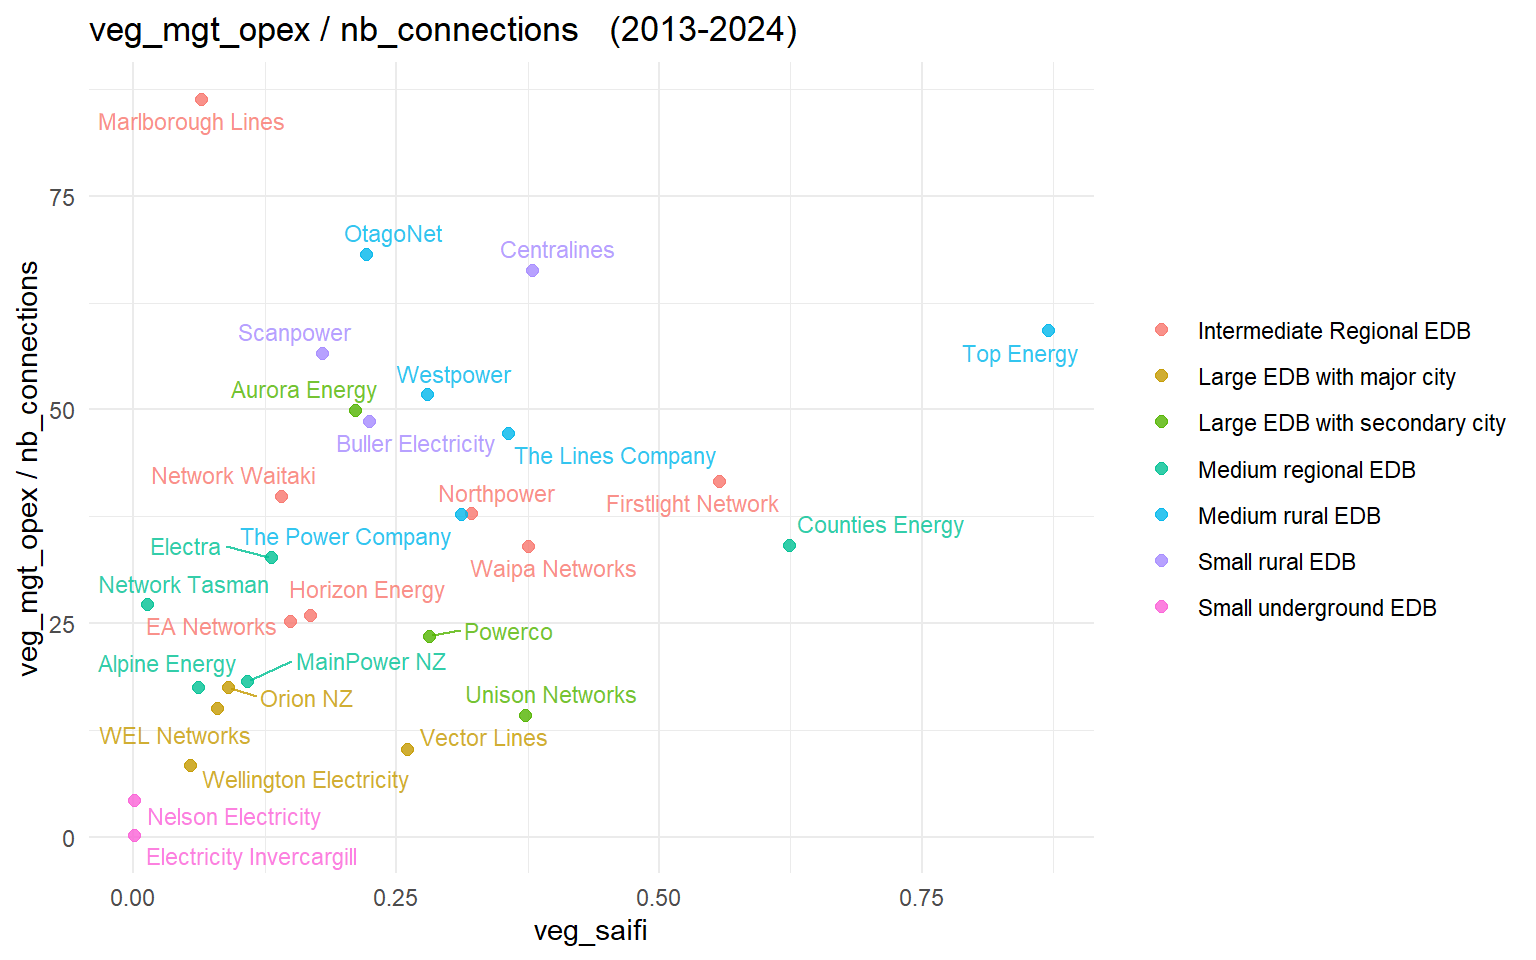 veg_mgt_opex / nb_connections (2013-2024)
veg_mgt_opex / nb_connections
75
50
25
0
Marlborough Lines
OtagoNet
Centralines
Scanpower
Top Energy
Westpower
Aurora Energy
Buller Electricity
The Lines Company
Network Waitaki
Northpower
Firstlight Network
Counties Energy
The Power Company
Electra
Waipa Networks
Network Tasman
Horizon Energy
EA Networks
Powerco
Alpine Energy
MainPower NZ
Orion NZ
Unison Networks
WEL Networks
Vector Lines
Wellington Electricity
Nelson Electricity
Electricity Invercargill
0.00
0.25
0.50
0.75
veg_saifi
Intermediate Regional EDB
Large EDB with major city
Large EDB with secondary city
Medium regional EDB
Medium rural EDB
Small rural EDB
Small underground EDB